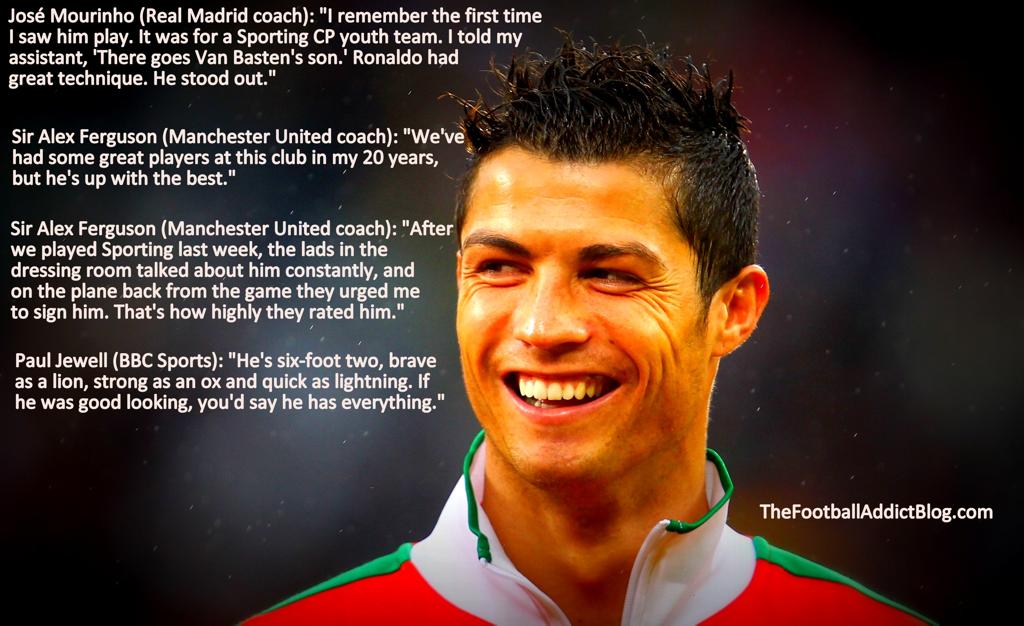 José Mourinho (Real Madrid coach): "I remember the first time
I saw him play. It was for a Sporting CP youth team. I told my
assistant, 'There goes Van Basten's son.' Ronaldo had
great technique. He stood out."
Sir Alex Ferguson (Manchester United coach): "We've
had some great players at this club in my 20 years,
but he's up with the best."
Sir Alex Ferguson (Manchester United coach): "After
we played Sporting last week, the lads in the
dressing room talked about him constantly, and
on the plane back from the game they urged me
to sign him. That's how highly they rated him."
Paul Jewell (BBC Sports): "He's six-foot two, brave
as a lion, strong as an ox and quick as lightning. If
he was good looking, you'd say he has everything."
TheFootballAddictBlog.com